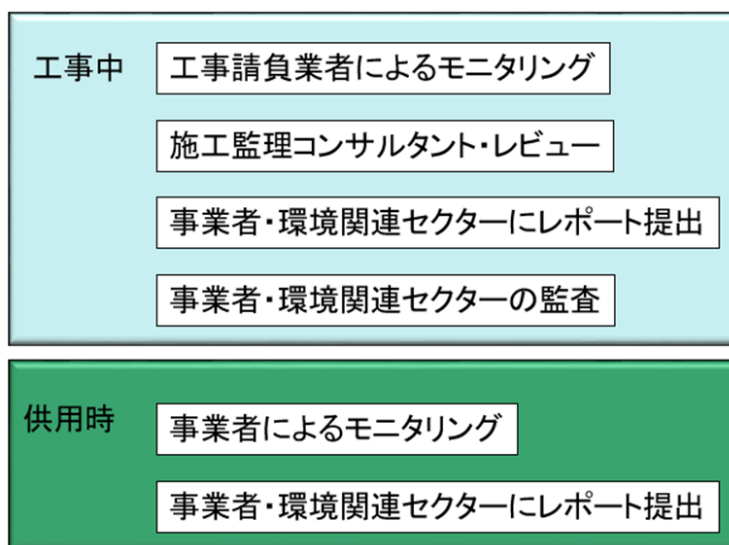 工事中
工事請負業者によるモニタリング
施工監理コンサルタント・レビュー
事業者・環境関連セクターにレポート提出
事業者・環境関連セクターの監査
供用時
事業者によるモニタリング
事業者・環境関連セクターにレポート提出